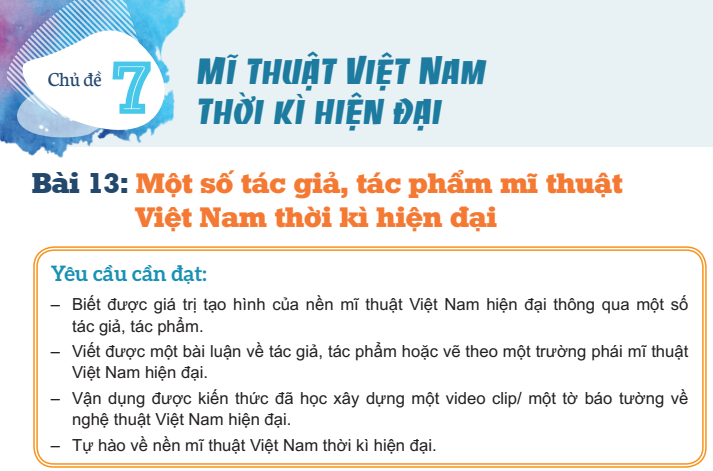 Chủ đề 7
MĨ THUẬT VIỆT NAM
THỜI KÌ HIỆN ĐẠI
Bài 13: Một số tác giả, tác phẩm mĩ thuật
Việt Nam thời kì hiện đại
Yêu cầu cần đạt:
– Biết được giá trị tạo hình của nền mĩ thuật Việt Nam hiện đại thông qua một số
tác giả, tác phẩm.
– Viết được một bài luận về tác giả, tác phẩm hoặc vẽ theo một trường phái mĩ thuật
Việt Nam hiện đại.
– Vận dụng được kiến thức đã học xây dựng một video clip/ một tờ báo tường về
nghệ thuật Việt Nam hiện đại.
– Tự hào về nền mĩ thuật Việt Nam thời kì hiện đại.